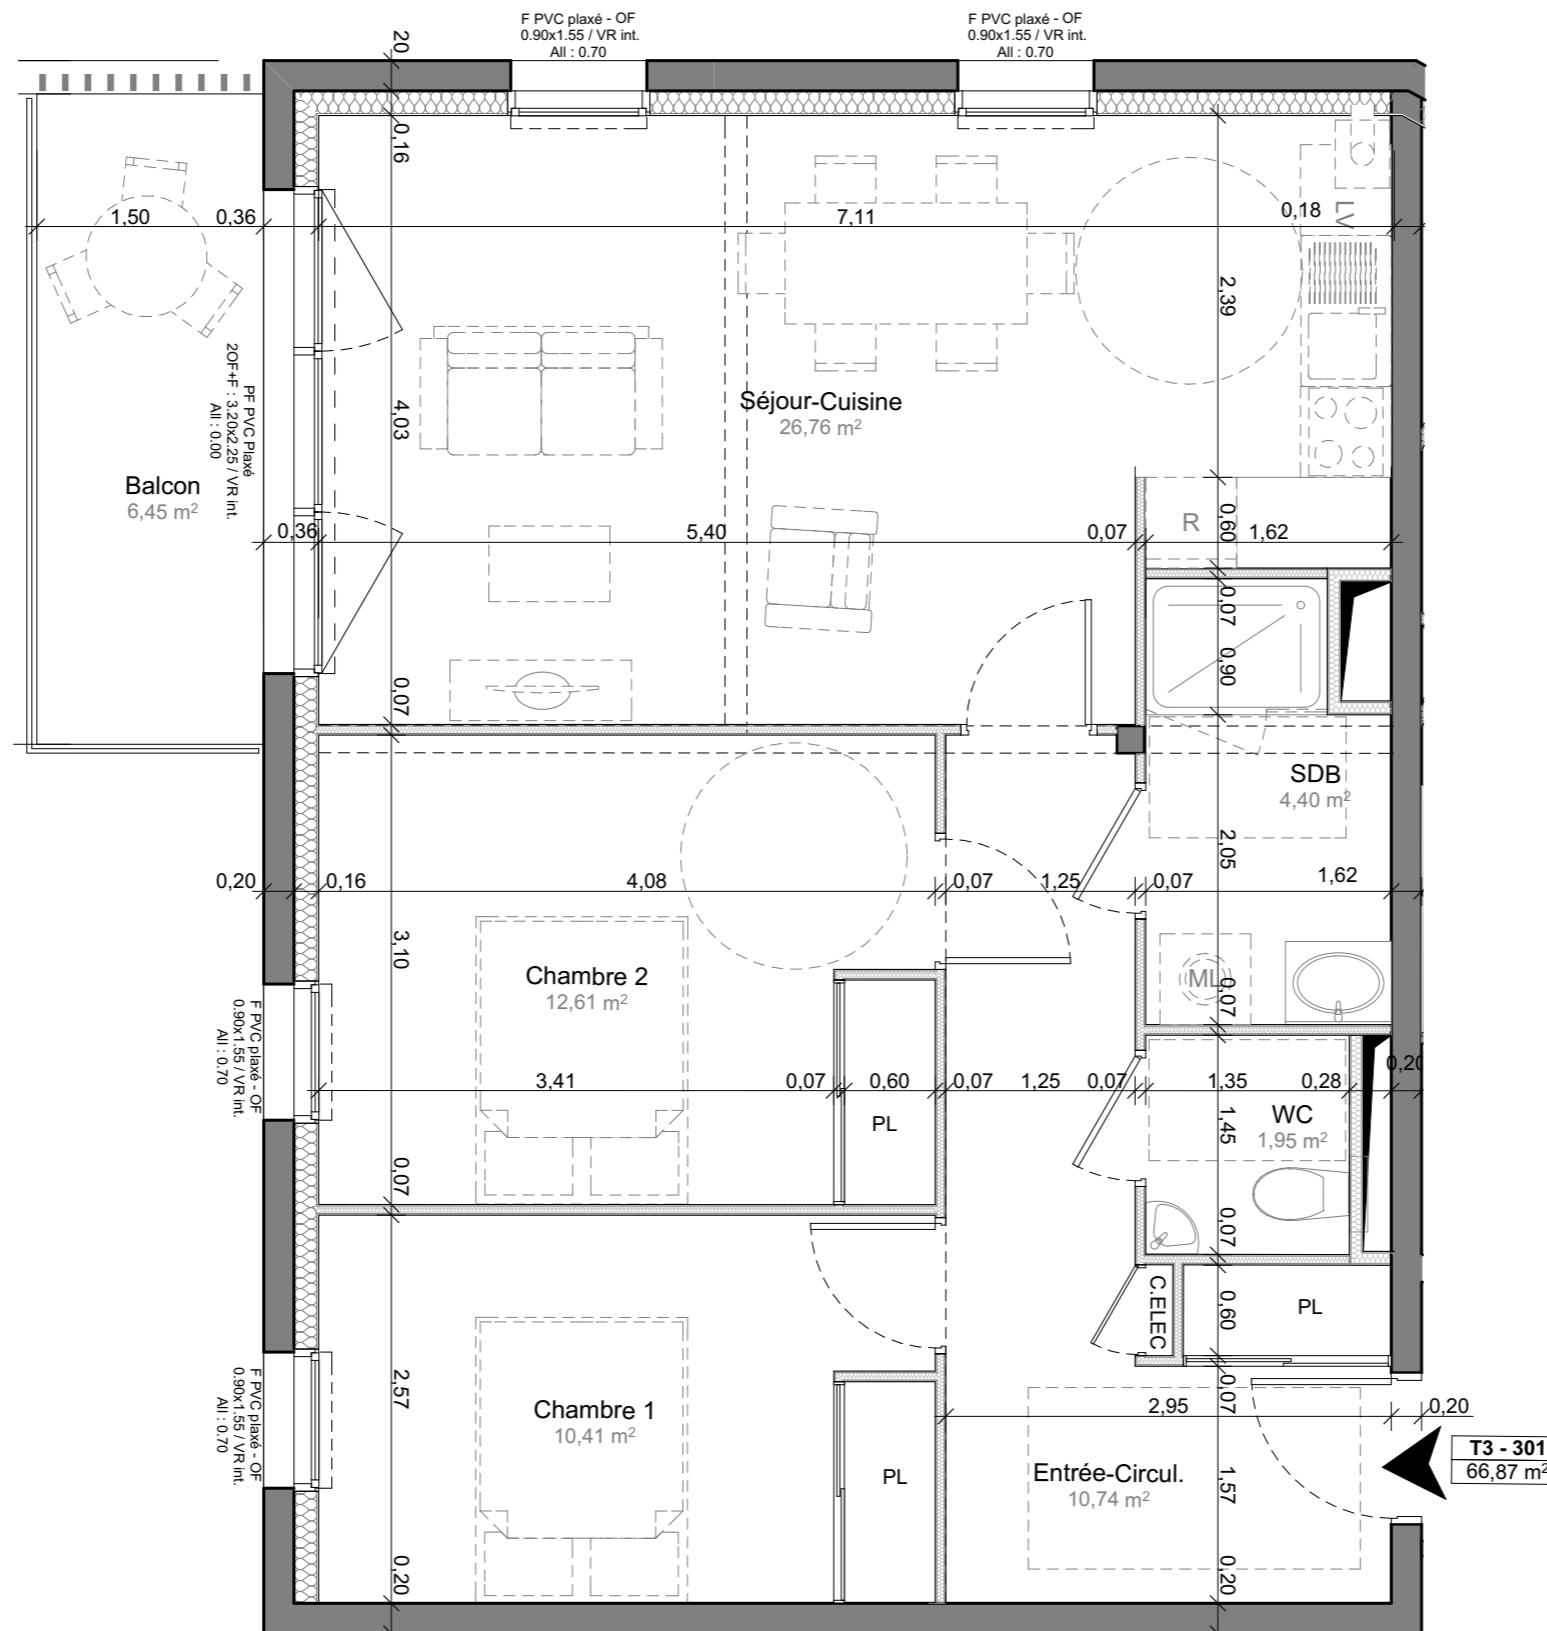 F PVC plaxé - OF
0.90x1.55 / VR int.
All : 0.70
F PVC plaxé - OF
0.90x1.55 / VR int.
All : 0.70
20
0,16
1,50
0,36
7,11
0,18
LV
2,39
PF PVC Plaxé
2OF+F : 3.20x2.25 / VR int.
All : 0.00
4,03
Séjour-Cuisine
26,76 m²
Balcon
6,45 m²
0,36
5,40
0,07
R
0,60
1,62
0,07
0,90
0,07
SDB
4,40 m²
2,05
0,20
0,16
4,08
0,07
1,25
0,07
1,62
3,10
Chambre 2
12,61 m²
ML
0,07
F PVC plaxé - OF
0.90x1.55 / VR int.
All : 0.70
3,41
0,07
0,60
0,07
1,25
0,07
1,35
0,28
0,20
PL
WC
1,95 m²
1,45
0,07
0,07
C.ELEC
0,60
PL
F PVC plaxé - OF
0.90x1.55 / VR int.
All : 0.70
2,57
0,07
Chambre 1
10,41 m²
2,95
0,20
PL
Entrée-Circul.
10,74 m²
1,57
T3 - 301
66,87 m²
0,20
0,20